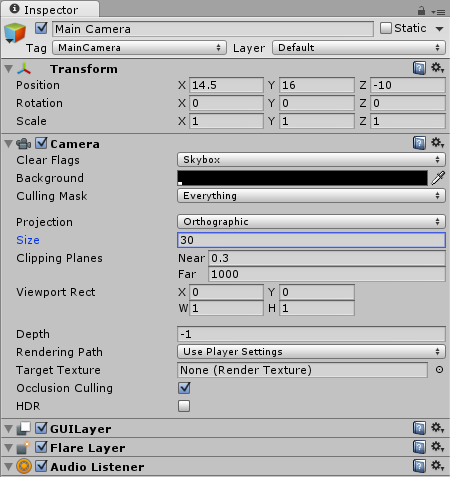 Inspector
Main Camera Static
Tag MainCamera Layer Default
Transform
Position X 14.5 Y 16 Z -10
Rotation X 0 Y 0 Z 0
Scale X 1 Y 1 Z 1
Camera
Clear Flags Skybox
Background
Culling Mask Everything
Projection Orthographic
Size 30
Clipping Planes Near 0.3
Far 1000
Viewport Rect X 0 Y 0
W 1 H 1
Depth -1
Rendering Path Use Player Settings
Target Texture None (Render Texture)
Occlusion Culling
HDR
GUILayer
Flare Layer
Audio Listener